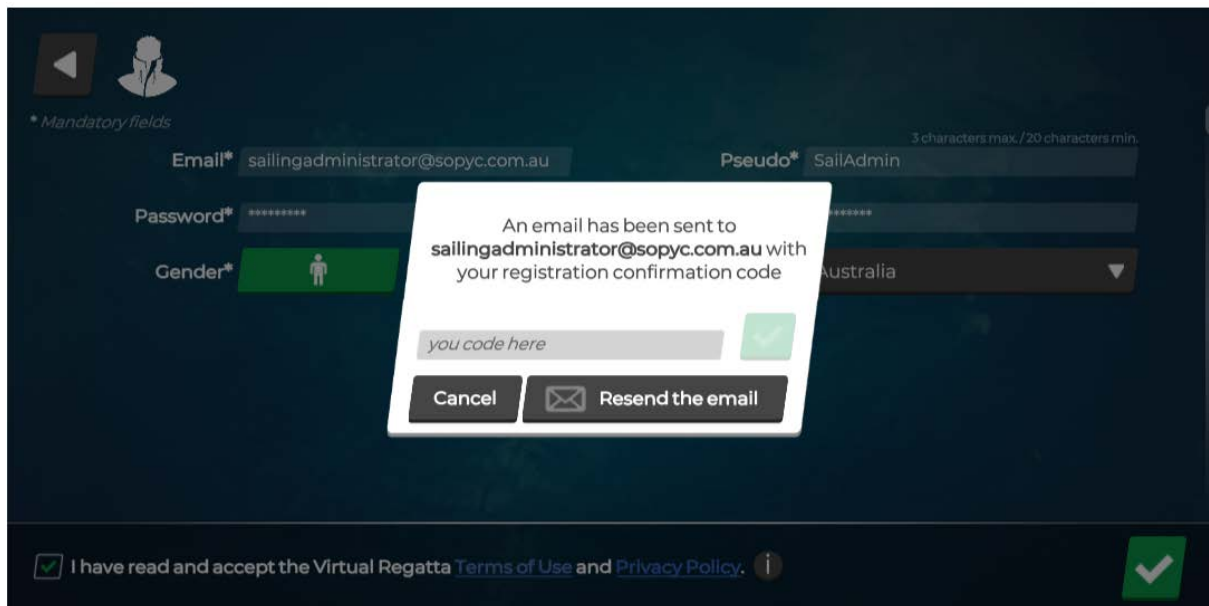 * Mandatory fields
3 characters max./20 characters min.
Email* sailingadministrator@sopyc.com.au Pseudo* SailAdmin
Password* ********* *******
Gender* Australia
An email has been sent to
sailingadministrator@sopyc.com.au with
your registration confirmation code
you code here
Cancel Resend the email
I have read and accept the Virtual Regatta Terms of Use and Privacy Policy. i